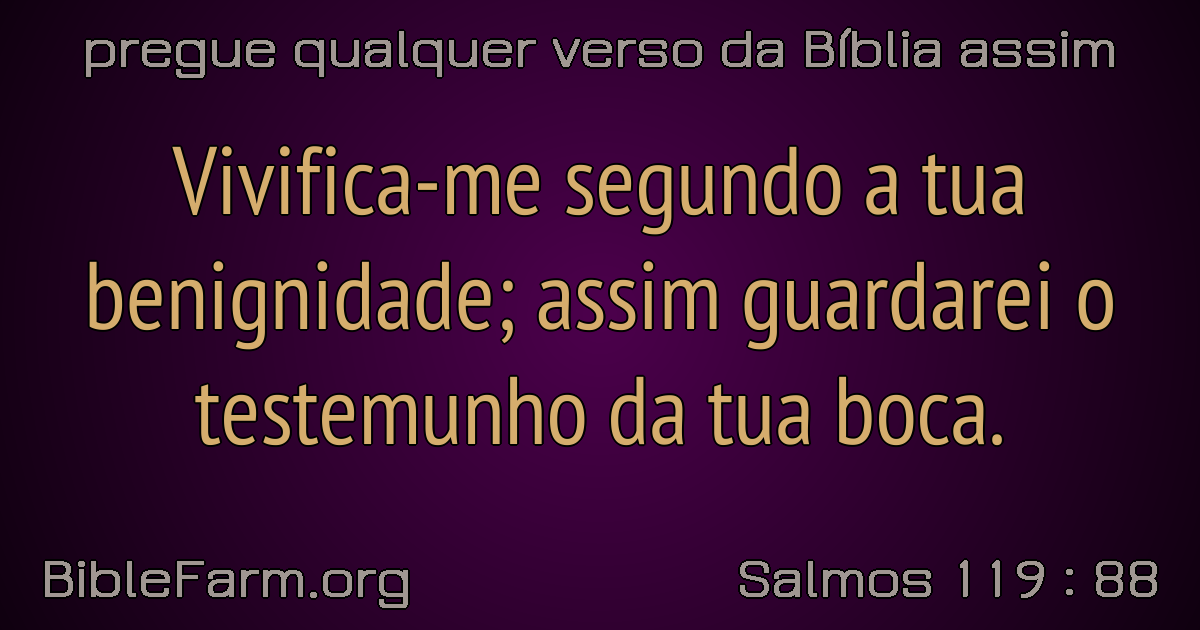 pregue qualquer verso da Bíblia assim
Vivifica-me segundo a tua
benignidade; assim guardarei o
testemunho da tua boca.
BibleFarm.org
Salmos 119 : 88